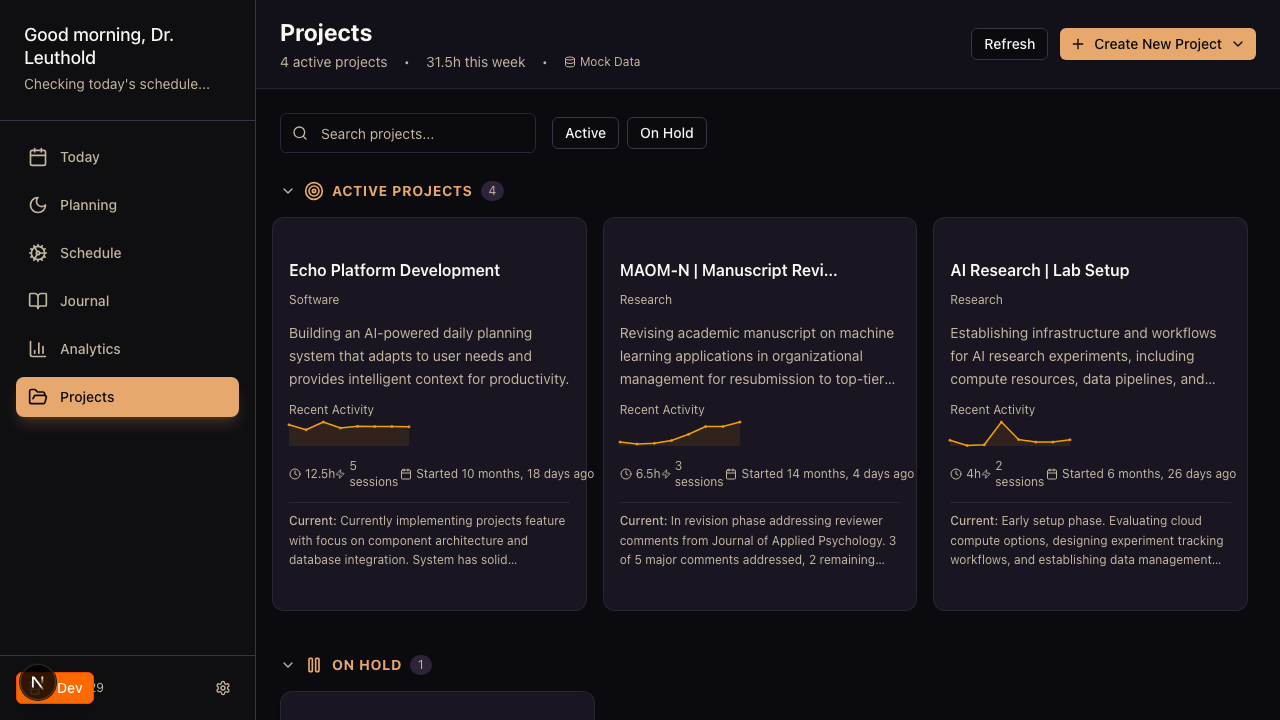 Good morning, Dr.
Leuthold
Checking today's schedule...
Today
Planning
Schedule
Journal
Analytics
Projects
N
Dev
29
Projects
4 active projects • 31.5h this week • Mock Data
Refresh
Create New Project
Search projects...
Active
On Hold
ACTIVE PROJECTS 4
Echo Platform Development
Software
Building an AI-powered daily planning
system that adapts to user needs and
provides intelligent context for productivity.
Recent Activity
12.5h 5 sessions Started 10 months, 18 days ago
Current: Currently implementing projects feature
with focus on component architecture and
database integration. System has solid...
MAOM-N | Manuscript Revi...
Research
Revising academic manuscript on machine
learning applications in organizational
management for resubmission to top-tier...
Recent Activity
6.5h 3 sessions Started 14 months, 4 days ago
Current: In revision phase addressing reviewer
comments from Journal of Applied Psychology. 3
of 5 major comments addressed, 2 remaining...
AI Research | Lab Setup
Research
Establishing infrastructure and workflows
for AI research experiments, including
compute resources, data pipelines, and...
Recent Activity
4h 2 sessions Started 6 months, 26 days ago
Current: Early setup phase. Evaluating cloud
compute options, designing experiment tracking
workflows, and establishing data management...
ON HOLD 1